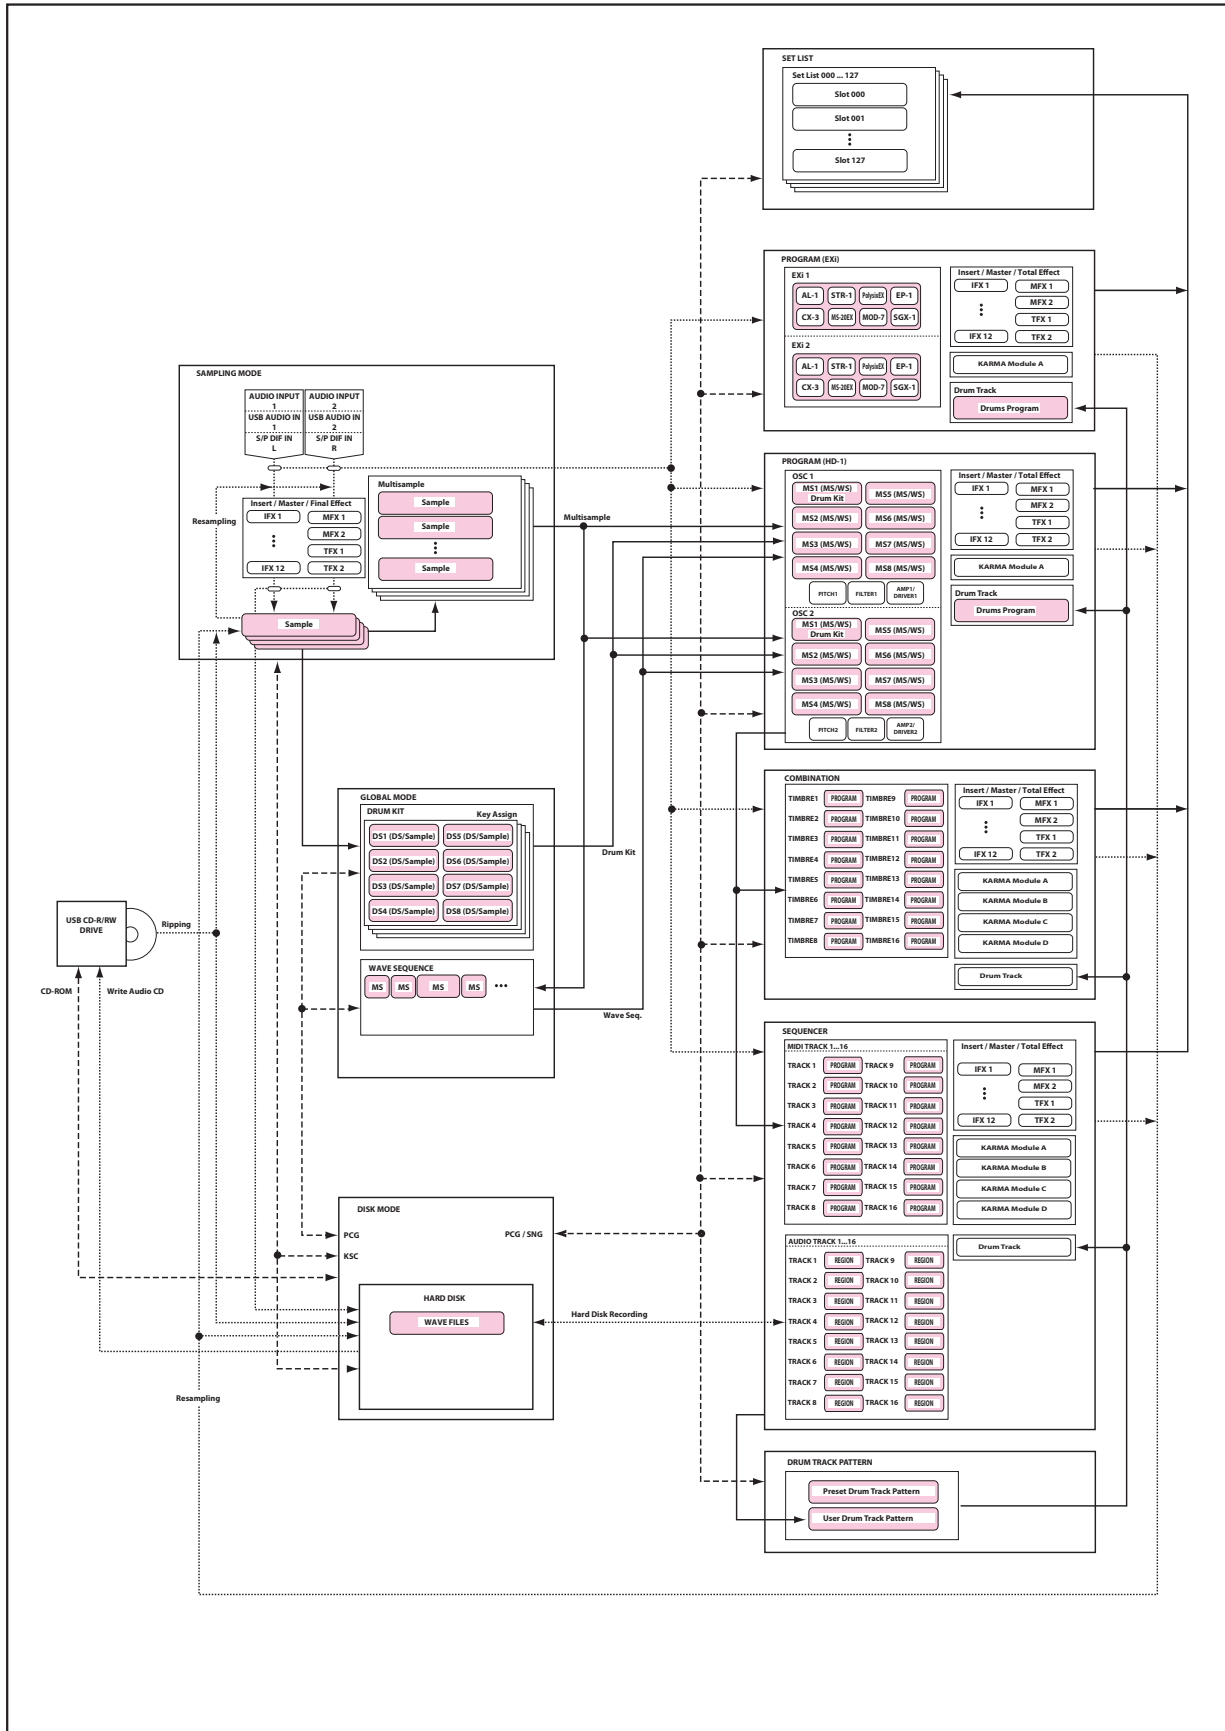 SET LIST
Set List 000 ... 127
Slot 000
Slot 001
Slot 127
PROGRAM (EXi)
EXi 1
AL-1
STR-1
PolysixEX
EP-1
CX-3
MS-20EX
MOD-7
SGX-1
EXi 2
AL-1
STR-1
PolysixEX
EP-1
CX-3
MS-20EX
MOD-7
SGX-1
Insert / Master / Total Effect
IFX 1
MFX 1
MFX 2
TFX 1
IFX 12
TFX 2
KARMA Module A
Drum Track
Drums Program
SAMPLING MODE
AUDIO INPUT
1
USB AUDIO IN
1
S/P DIF IN
L
AUDIO INPUT
2
USB AUDIO IN
2
S/P DIF IN
R
Resampling
Insert / Master / Final Effect
IFX 1
MFX 1
MFX 2
TFX 1
IFX 12
TFX 2
Multisample
Sample
Sample
Sample
Sample
Multisample
PROGRAM (HD-1)
OSC 1
MS1 (MS/WS)
Drum Kit
MS5 (MS/WS)
MS2 (MS/WS)
MS6 (MS/WS)
MS3 (MS/WS)
MS7 (MS/WS)
MS4 (MS/WS)
MS8 (MS/WS)
PITCH1
FILTER1
AMP1/
DRIVER1
OSC 2
MS1 (MS/WS)
Drum Kit
MS5 (MS/WS)
MS2 (MS/WS)
MS6 (MS/WS)
MS3 (MS/WS)
MS7 (MS/WS)
MS4 (MS/WS)
MS8 (MS/WS)
PITCH2
FILTER2
AMP2/
DRIVER2
Insert / Master / Total Effect
IFX 1
MFX 1
MFX 2
TFX 1
IFX 12
TFX 2
KARMA Module A
Drum Track
Drums Program
GLOBAL MODE
DRUM KIT
Key Assign
DS1 (DS/Sample)
DS5 (DS/Sample)
DS2 (DS/Sample)
DS6 (DS/Sample)
DS3 (DS/Sample)
DS7 (DS/Sample)
DS4 (DS/Sample)
DS8 (DS/Sample)
Drum Kit
WAVE SEQUENCE
MS
MS
MS
MS
Wave Seq.
COMBINATION
TIMBRE1 PROGRAM TIMBRE9 PROGRAM
TIMBRE2 PROGRAM TIMBRE10 PROGRAM
TIMBRE3 PROGRAM TIMBRE11 PROGRAM
TIMBRE4 PROGRAM TIMBRE12 PROGRAM
TIMBRE5 PROGRAM TIMBRE13 PROGRAM
TIMBRE6 PROGRAM TIMBRE14 PROGRAM
TIMBRE7 PROGRAM TIMBRE15 PROGRAM
TIMBRE8 PROGRAM TIMBRE16 PROGRAM
Insert / Master / Total Effect
IFX 1
MFX 1
MFX 2
TFX 1
IFX 12
TFX 2
KARMA Module A
KARMA Module B
KARMA Module C
KARMA Module D
Drum Track
USB CD-R/RW
DRIVE
Ripping
CD-ROM
Write Audio CD
SEQUENCER
MIDI TRACK 1...16
TRACK 1 PROGRAM TRACK 9 PROGRAM
TRACK 2 PROGRAM TRACK 10 PROGRAM
TRACK 3 PROGRAM TRACK 11 PROGRAM
TRACK 4 PROGRAM TRACK 12 PROGRAM
TRACK 5 PROGRAM TRACK 13 PROGRAM
TRACK 6 PROGRAM TRACK 14 PROGRAM
TRACK 7 PROGRAM TRACK 15 PROGRAM
TRACK 8 PROGRAM TRACK 16 PROGRAM
AUDIO TRACK 1...16
TRACK 1 REGION TRACK 9 REGION
TRACK 2 REGION TRACK 10 REGION
TRACK 3 REGION TRACK 11 REGION
TRACK 4 REGION TRACK 12 REGION
TRACK 5 REGION TRACK 13 REGION
TRACK 6 REGION TRACK 14 REGION
TRACK 7 REGION TRACK 15 REGION
TRACK 8 REGION TRACK 16 REGION
Insert / Master / Total Effect
IFX 1
MFX 1
MFX 2
TFX 1
IFX 12
TFX 2
KARMA Module A
KARMA Module B
KARMA Module C
KARMA Module D
Drum Track
DISK MODE
PCG
PCG / SNG
KSC
HARD DISK
WAVE FILES
Hard Disk Recording
Resampling
DRUM TRACK PATTERN
Preset Drum Track Pattern
User Drum Track Pattern